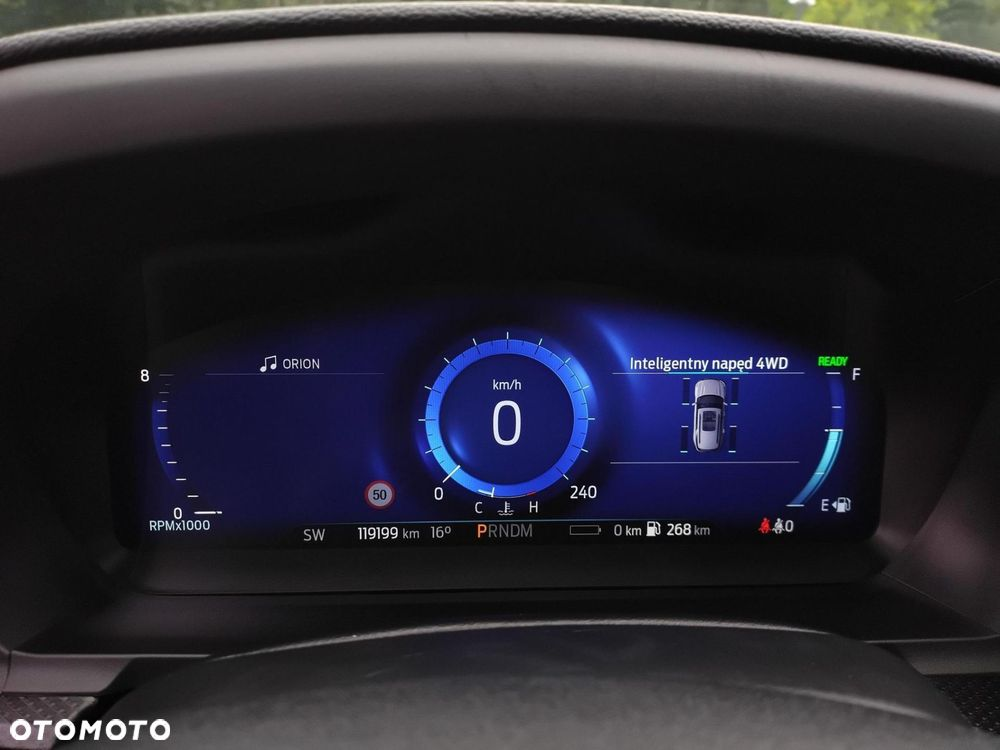 ORION
Inteligentny napęd 4WD
READY
8
F
km/h
0
50
0
240
C
H
E
0
RPMx1000
SW
119199 km
16°
PRNDM
0 km
268 km
0
OTOMOTO